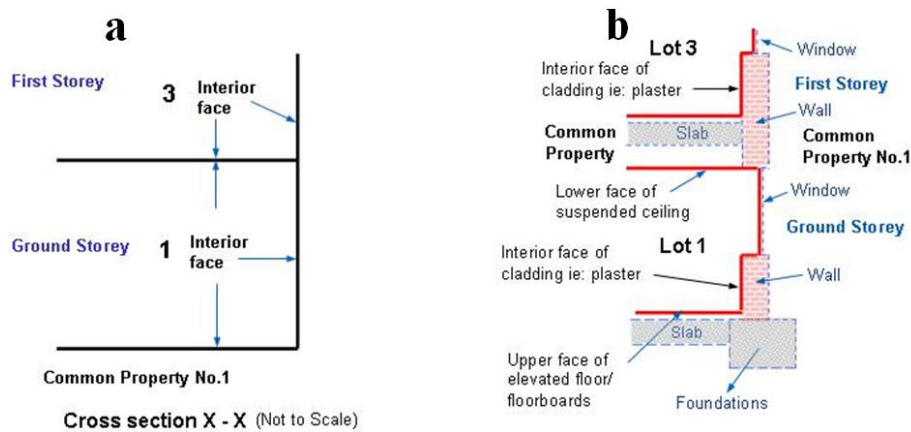 a
First Storey
3
Interior
face
Ground Storey
1
Interior
face
Common Property No.1
Cross section X - X (Not to Scale)
b
Lot 3
Window
Interior face of
cladding ie: plaster
First Storey
Wall
Common
Property
Slab
Common
Property No.1
Lower face of
suspended ceiling
Window
Ground Storey
Lot 1
Interior face of
cladding ie: plaster
Wall
Slab
Upper face of
elevated floor/
floorboards
Foundations